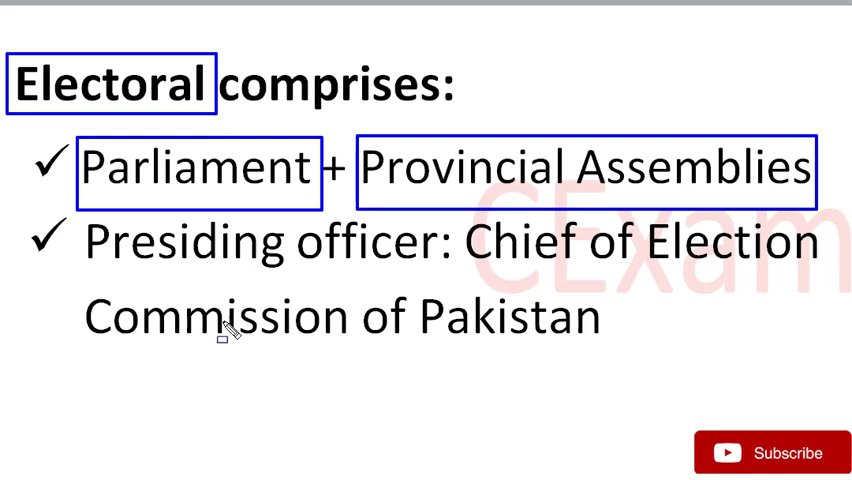 Electoral comprises:
✓ Parliament + Provincial Assemblies
✓ Presiding officer: Chief of Election
Commission of Pakistan
CExam
Subscribe